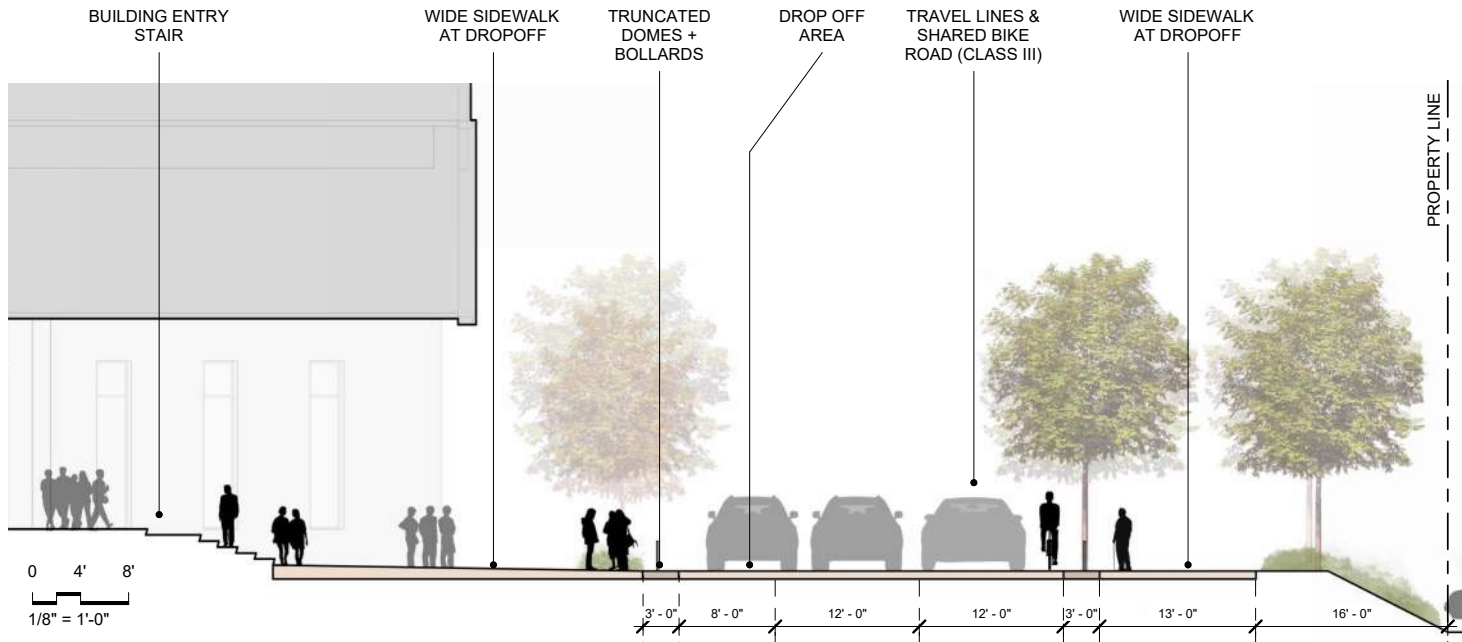 BUILDING ENTRY
STAIR
WIDE SIDEWALK
AT DROPOFF
TRUNCATED
DOMES +
BOLLARDS
DROP OFF
AREA
TRAVEL LINES &
SHARED BIKE
ROAD (CLASS III)
WIDE SIDEWALK
AT DROPOFF
PROPERTY LINE
0 4' 8'
1/8" = 1'-0"
3' - 0" 8' - 0" 12' - 0" 12' - 0" 3' - 0" 13' - 0" 16' - 0"